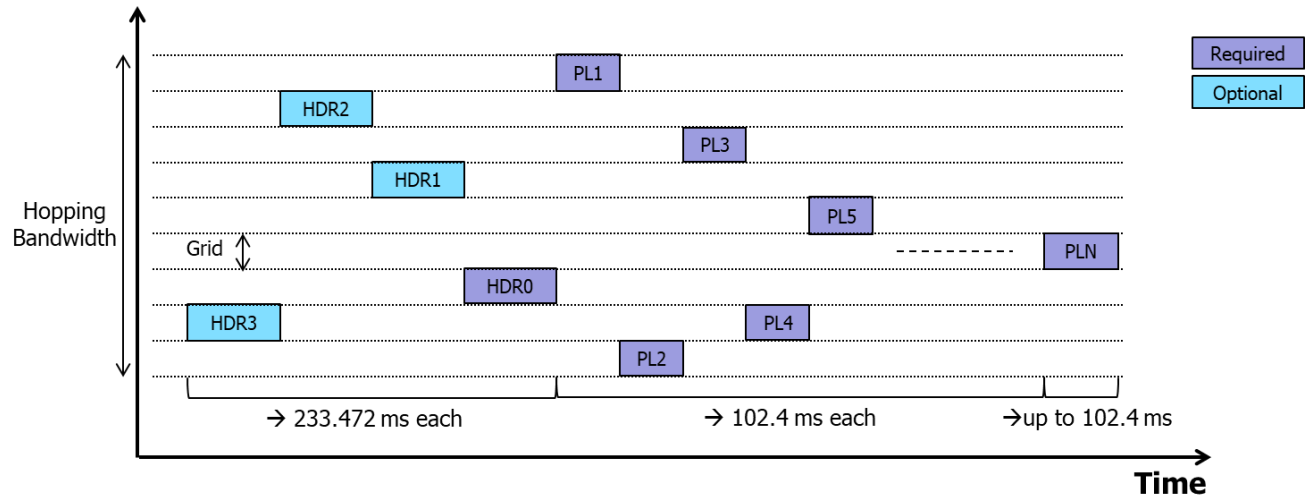 PL1
Required
Optional
HDR2
PL3
HDR1
Hopping
Bandwidth
PL5
Grid
PLN
HDR0
HDR3
PL4
PL2
→ 233.472 ms each
→ 102.4 ms each
→up to 102.4 ms
Time